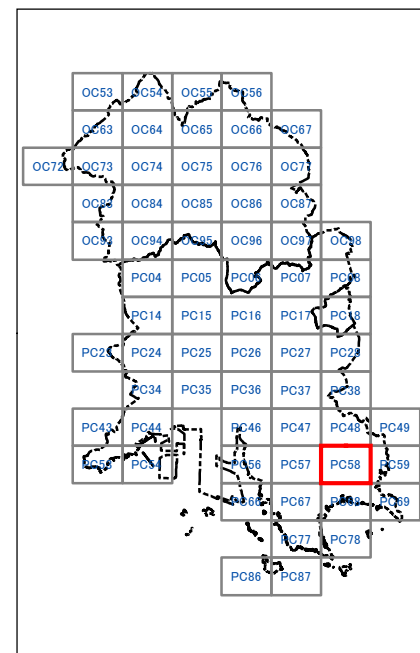 OC53 OC54 OC55 OC56
OC63 OC64 OC65 OC66 OC67
OC72 OC73 OC74 OC75 OC76 OC77
OC83 OC84 OC85 OC86 OC87
OC93 OC94 OC95 OC96 OC97 OC98
PC04 PC05 PC06 PC07 PC08
PC14 PC15 PC16 PC17 PC18
PC23 PC24 PC25 PC26 PC27 PC28
PC34 PC35 PC36 PC37 PC38
PC43 PC44 PC46 PC47 PC48 PC49
PC53 PC54 PC56 PC57 PC58 PC59
PC66 PC67 PC68 PC69
PC77 PC78
PC86 PC87